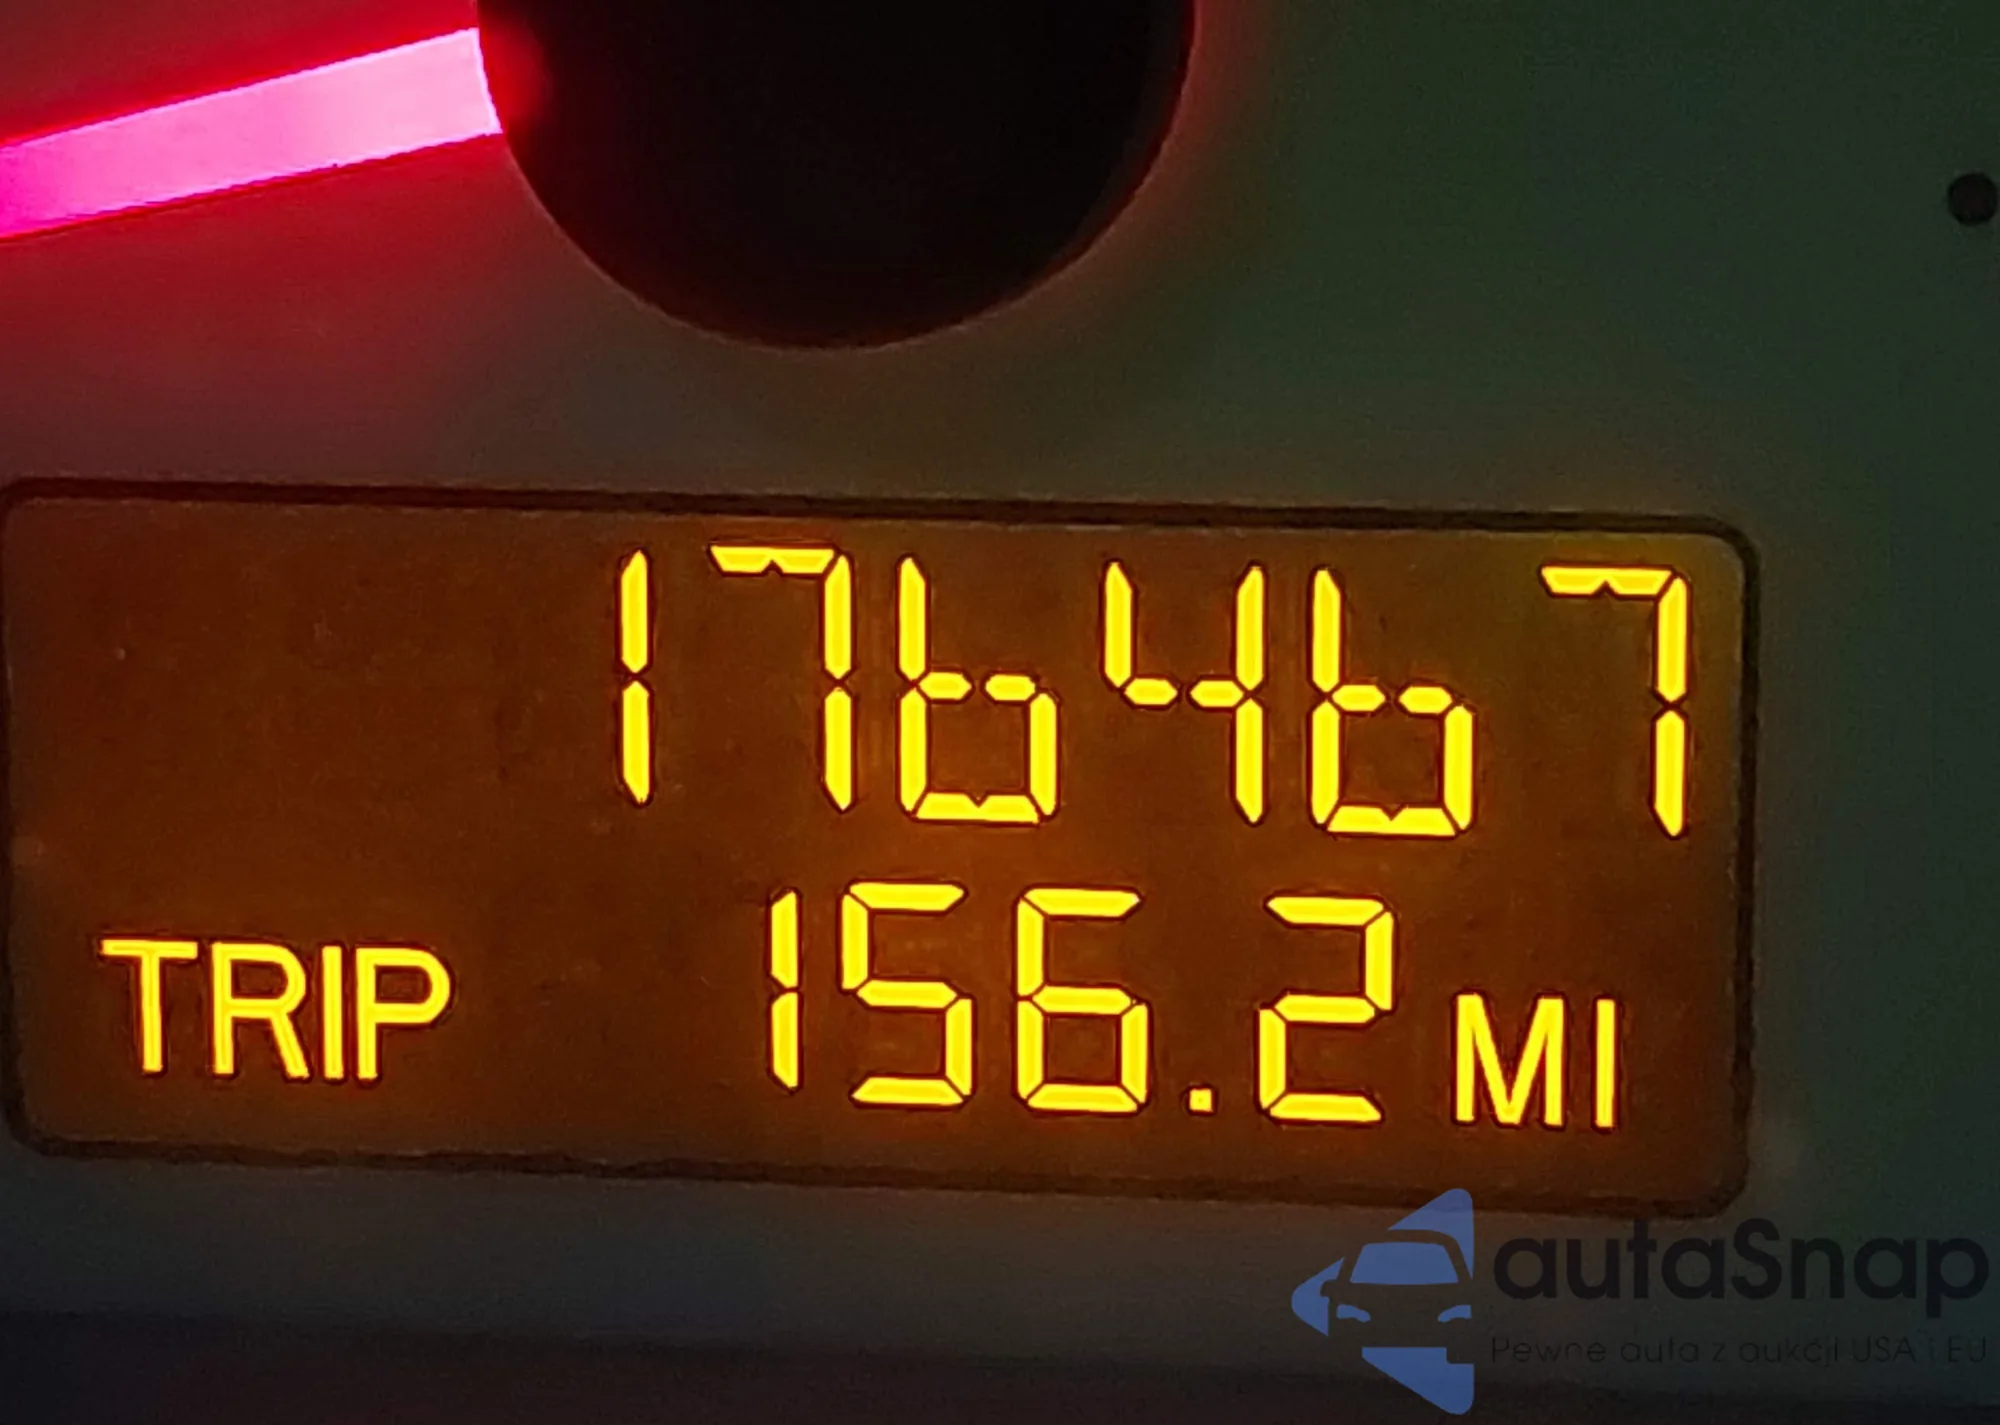 176467
TRIP 156.2 MI
autaSnap
Pewne auta z aukcji USA i EU